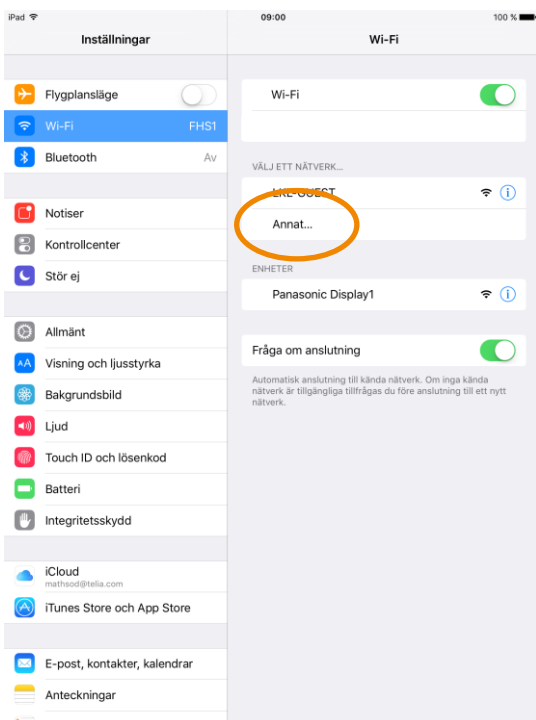 iPad 09:00 100 %
Inställningar
Wi-Fi
Flygplansläge
Wi-Fi FHS1
Bluetooth Av
Notiser
Kontrollcenter
Stör ej
Allmänt
Visning och ljusstyrka
Bakgrundsbild
Ljud
Touch ID och lösenkod
Batteri
Integritetsskydd
iCloud
mathsod@telia.com
iTunes Store och App Store
E-post, kontakter, kalendrar
Anteckningar
Wi-Fi
VÄLJ ETT NÄTVERK...
LKL-GUEST
Annat...
ENHETER
Panasonic Display1
Fråga om anslutning
Automatisk anslutning till kända nätverk. Om inga kända
nätverk är tillgängliga tillfrågas du före anslutning till ett nytt
nätverk.